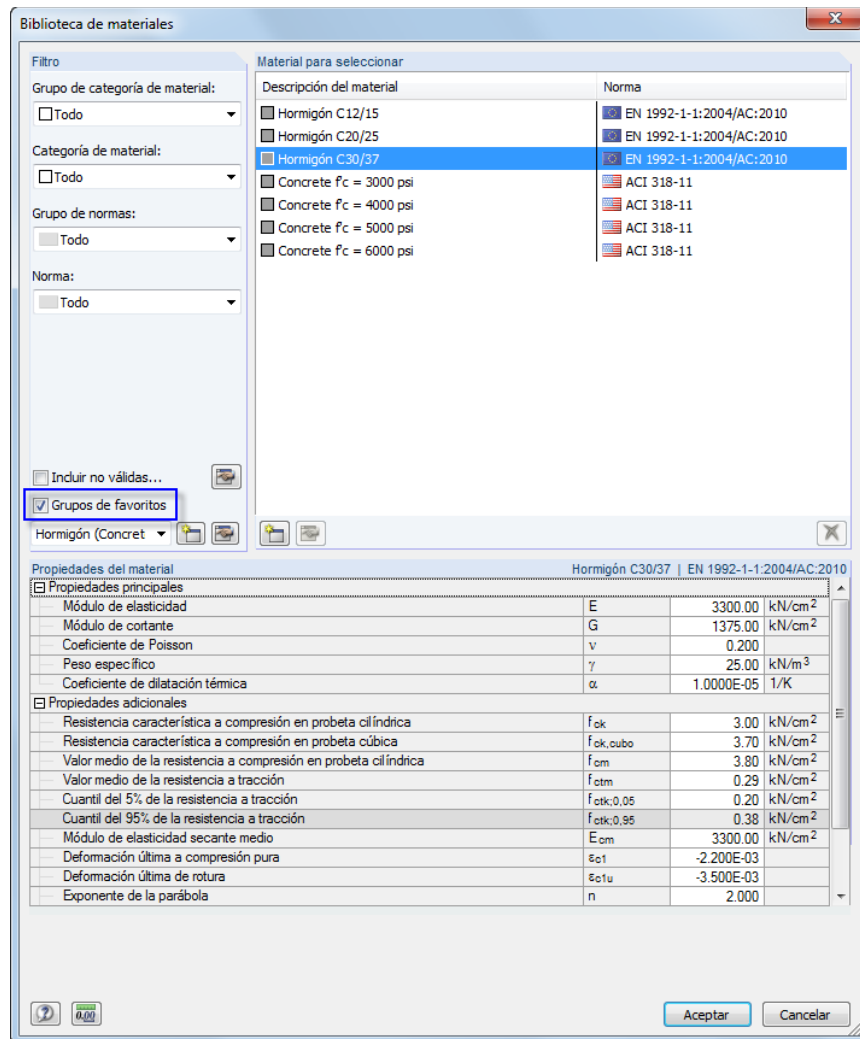 Biblioteca de materiales
Filtro
Grupo de categoría de material:
Todo
Categoría de material:
Todo
Grupo de normas:
Todo
Norma:
Todo
Incluir no válidas...
Grupos de favoritos
Hormigón (Concret
Material para seleccionar
Descripción del material Norma
Hormigón C12/15 EN 1992-1-1:2004/AC:2010
Hormigón C20/25 EN 1992-1-1:2004/AC:2010
Hormigón C30/37 EN 1992-1-1:2004/AC:2010
Concrete f'c = 3000 psi ACI 318-11
Concrete f'c = 4000 psi ACI 318-11
Concrete f'c = 5000 psi ACI 318-11
Concrete f'c = 6000 psi ACI 318-11
Propiedades del material Hormigón C30/37 | EN 1992-1-1:2004/AC:2010
Propiedades principales
Módulo de elasticidad E 3300.00 kN/cm2
Módulo de cortante G 1375.00 kN/cm2
Coeficiente de Poisson ν 0.200
Peso específico γ 25.00 kN/m3
Coeficiente de dilatación térmica α 1.0000E-05 1/K
Propiedades adicionales
Resistencia característica a compresión en probeta cilíndrica fck 3.00 kN/cm2
Resistencia característica a compresión en probeta cúbica fck,cubo 3.70 kN/cm2
Valor medio de la resistencia a compresión en probeta cilíndrica fcm 3.80 kN/cm2
Valor medio de la resistencia a tracción fctm 0.29 kN/cm2
Cuantil del 5% de la resistencia a tracción fctk;0,05 0.20 kN/cm2
Cuantil del 95% de la resistencia a tracción fctk;0,95 0.38 kN/cm2
Módulo de elasticidad secante medio Ecm 3300.00 kN/cm2
Deformación última a compresión pura εc1 -2.200E-03
Deformación última de rotura εc1u -3.500E-03
Exponente de la parábola n 2.000
0.00
Aceptar Cancelar